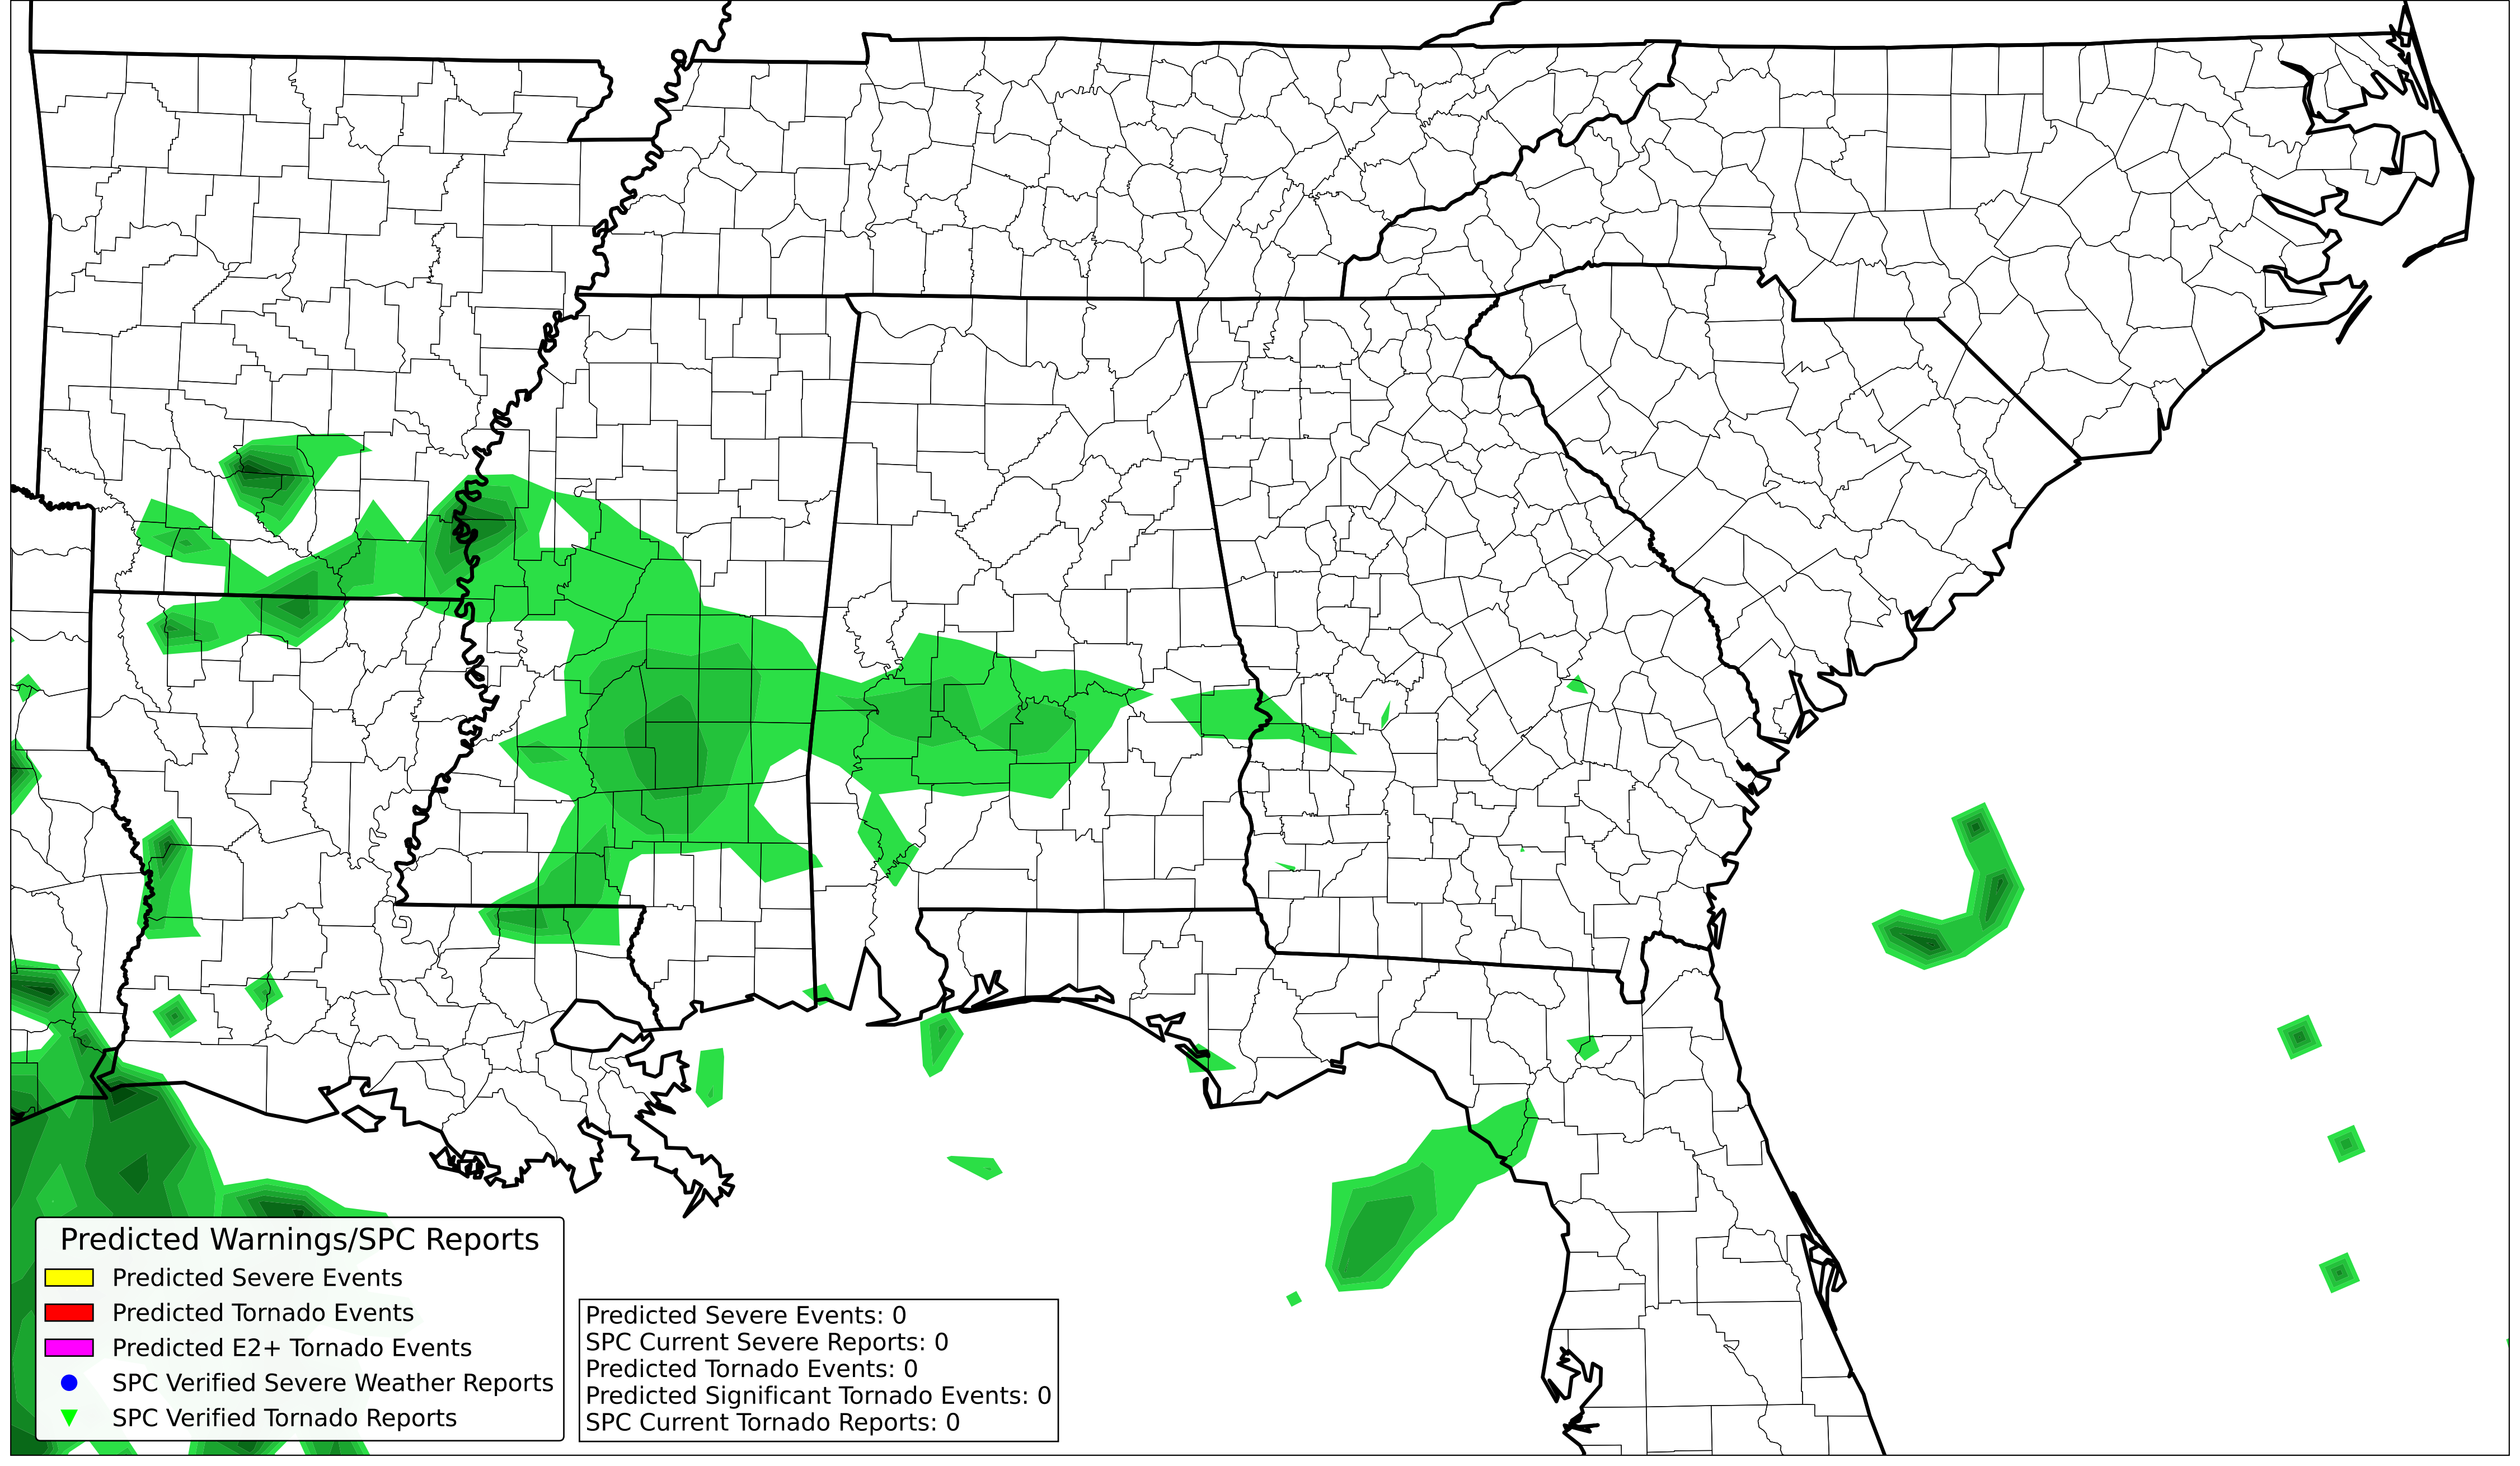 Predicted Warnings/SPC Reports
Predicted Severe Events
Predicted Tornado Events
Predicted E2+ Tornado Events
SPC Verified Severe Weather Reports
SPC Verified Tornado Reports
Predicted Severe Events: 0
SPC Current Severe Reports: 0
Predicted Tornado Events: 0
Predicted Significant Tornado Events: 0
SPC Current Tornado Reports: 0